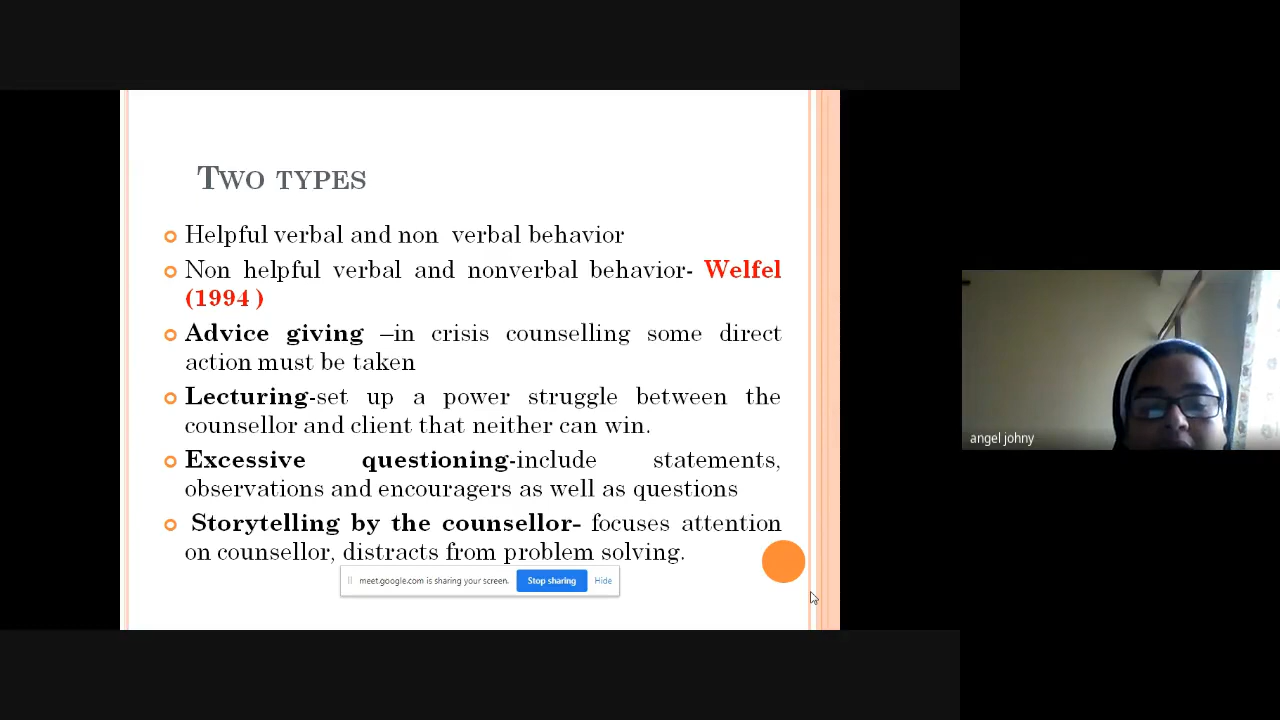 TWO TYPES
Helpful verbal and non verbal behavior
Non helpful verbal and nonverbal behavior- Welfel
(1994 )
Advice giving –in crisis counselling some direct
action must be taken
Lecturing-set up a power struggle between the
counsellor and client that neither can win.
Excessive questioning-include statements,
observations and encouragers as well as questions
Storytelling by the counsellor- focuses attention
on counsellor, distracts from problem solving.
meet.google.com is sharing your screen. Stop sharing Hide
angel johny